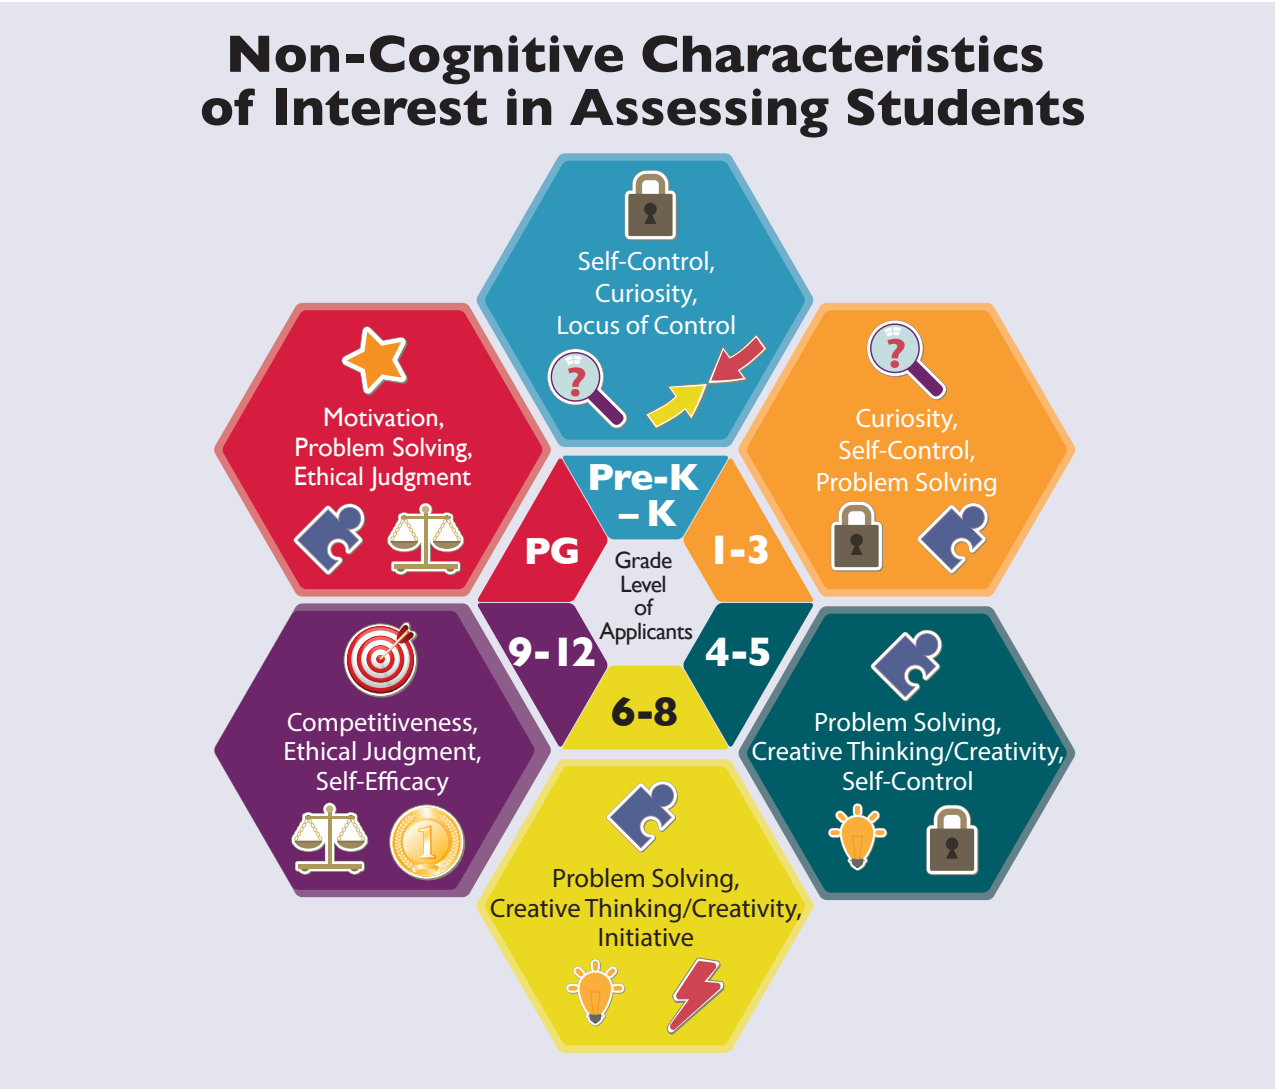 Non-Cognitive Characteristics
of Interest in Assessing Students
Self-Control,
Curiosity,
Locus of Control
?
Curiosity,
Self-Control,
Problem Solving
?
Problem Solving,
Creative Thinking/Creativity,
Self-Control
Problem Solving,
Creative Thinking/Creativity,
Initiative
Competitiveness,
Ethical Judgment,
Self-Efficacy
1
Motivation,
Problem Solving,
Ethical Judgment
Pre-K
– K
1-3
4-5
6-8
9-12
PG
Grade
Level
of
Applicants